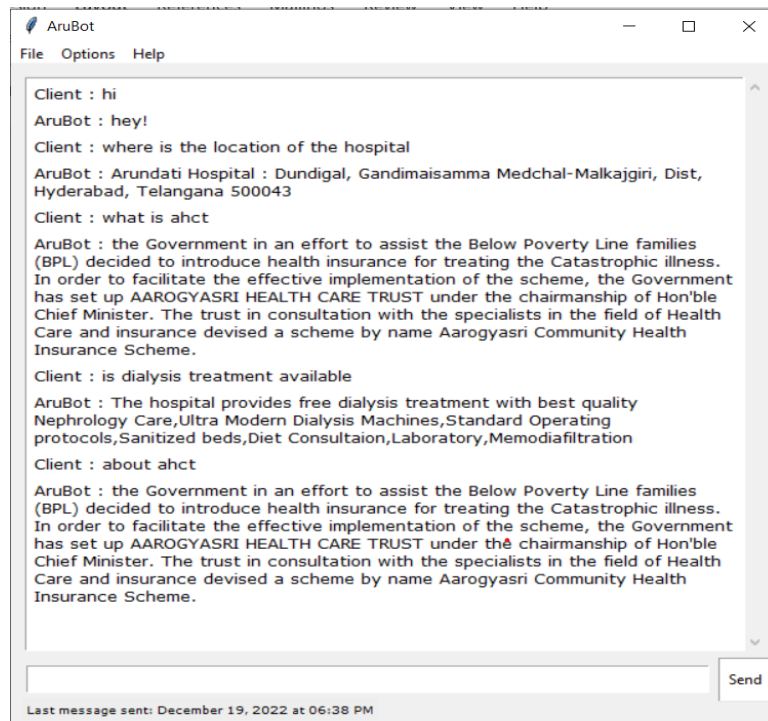 AruBot
File Options Help
Client : hi
AruBot : hey!
Client : where is the location of the hospital
AruBot : Arundati Hospital : Dundigal, Gandimaisamma Medchal-Malkajgiri, Dist,
Hyderabad, Telangana 500043
Client : what is ahct
AruBot : the Government in an effort to assist the Below Poverty Line families
(BPL) decided to introduce health insurance for treating the Catastrophic illness.
In order to facilitate the effective implementation of the scheme, the Government
has set up AAROGYASRI HEALTH CARE TRUST under the chairmanship of Hon'ble
Chief Minister. The trust in consultation with the specialists in the field of Health
Care and insurance devised a scheme by name Aarogyasri Community Health
Insurance Scheme.
Client : is dialysis treatment available
AruBot : The hospital provides free dialysis treatment with best quality
Nephrology Care,Ultra Modern Dialysis Machines,Standard Operating
protocols,Sanitized beds,Diet Consultaion,Laboratory,Memodiafiltration
Client : about ahct
AruBot : the Government in an effort to assist the Below Poverty Line families
(BPL) decided to introduce health insurance for treating the Catastrophic illness.
In order to facilitate the effective implementation of the scheme, the Government
has set up AAROGYASRI HEALTH CARE TRUST under the chairmanship of Hon'ble
Chief Minister. The trust in consultation with the specialists in the field of Health
Care and insurance devised a scheme by name Aarogyasri Community Health
Insurance Scheme.
Send
Last message sent: December 19, 2022 at 06:38 PM